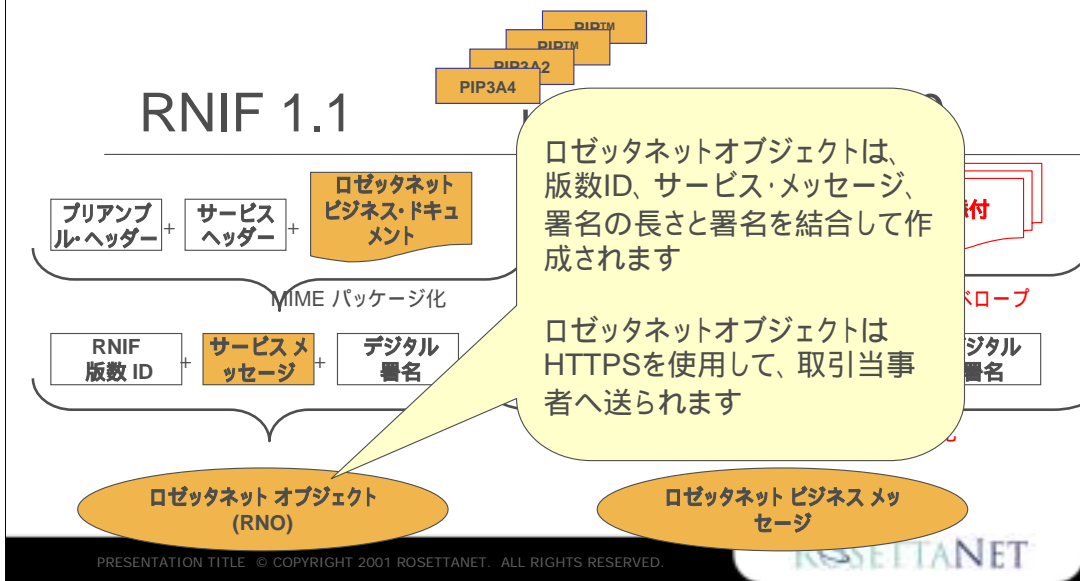 PIP™
PIP™
PIP3A2
PIP3A4
RNIF 1.1
プリアンブ
ル・ヘッダー
+
サービス
ヘッダー
+
ロゼッタネット
ビジネス・ドキュ
メント
MIME パッケージ化
RNIF
版数 ID
+
サービス メ
ッセージ
+
デジタル
署名
ロゼッタネットオブジェクトは、
版数ID、サービス・メッセージ、
署名の長さと署名を結合して作
成されます
ロゼッタネットオブジェクトは
HTTPSを使用して、取引当事
者へ送られます
付
ベロープ
ジタル
署名
ロゼッタネット オブジェクト
(RNO)
ロゼッタネット ビジネス メッ
セージ
PRESENTATION TITLE © COPYRIGHT 2001 ROSETTANET. ALL RIGHTS RESERVED.
ROSETTANET